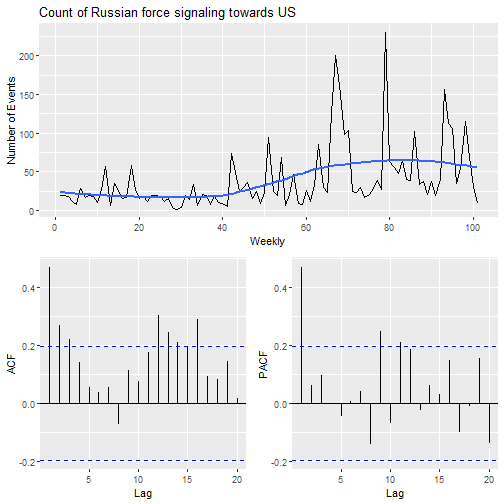 Count of Russian force signaling towards US
Number of Events
200
150
100
50
0
0 20 40 60 80 100
Weekly
ACF
0.4
0.2
0.0
-0.2
5 10 15 20
Lag
PACF
0.4
0.2
0.0
-0.2
5 10 15 20
Lag